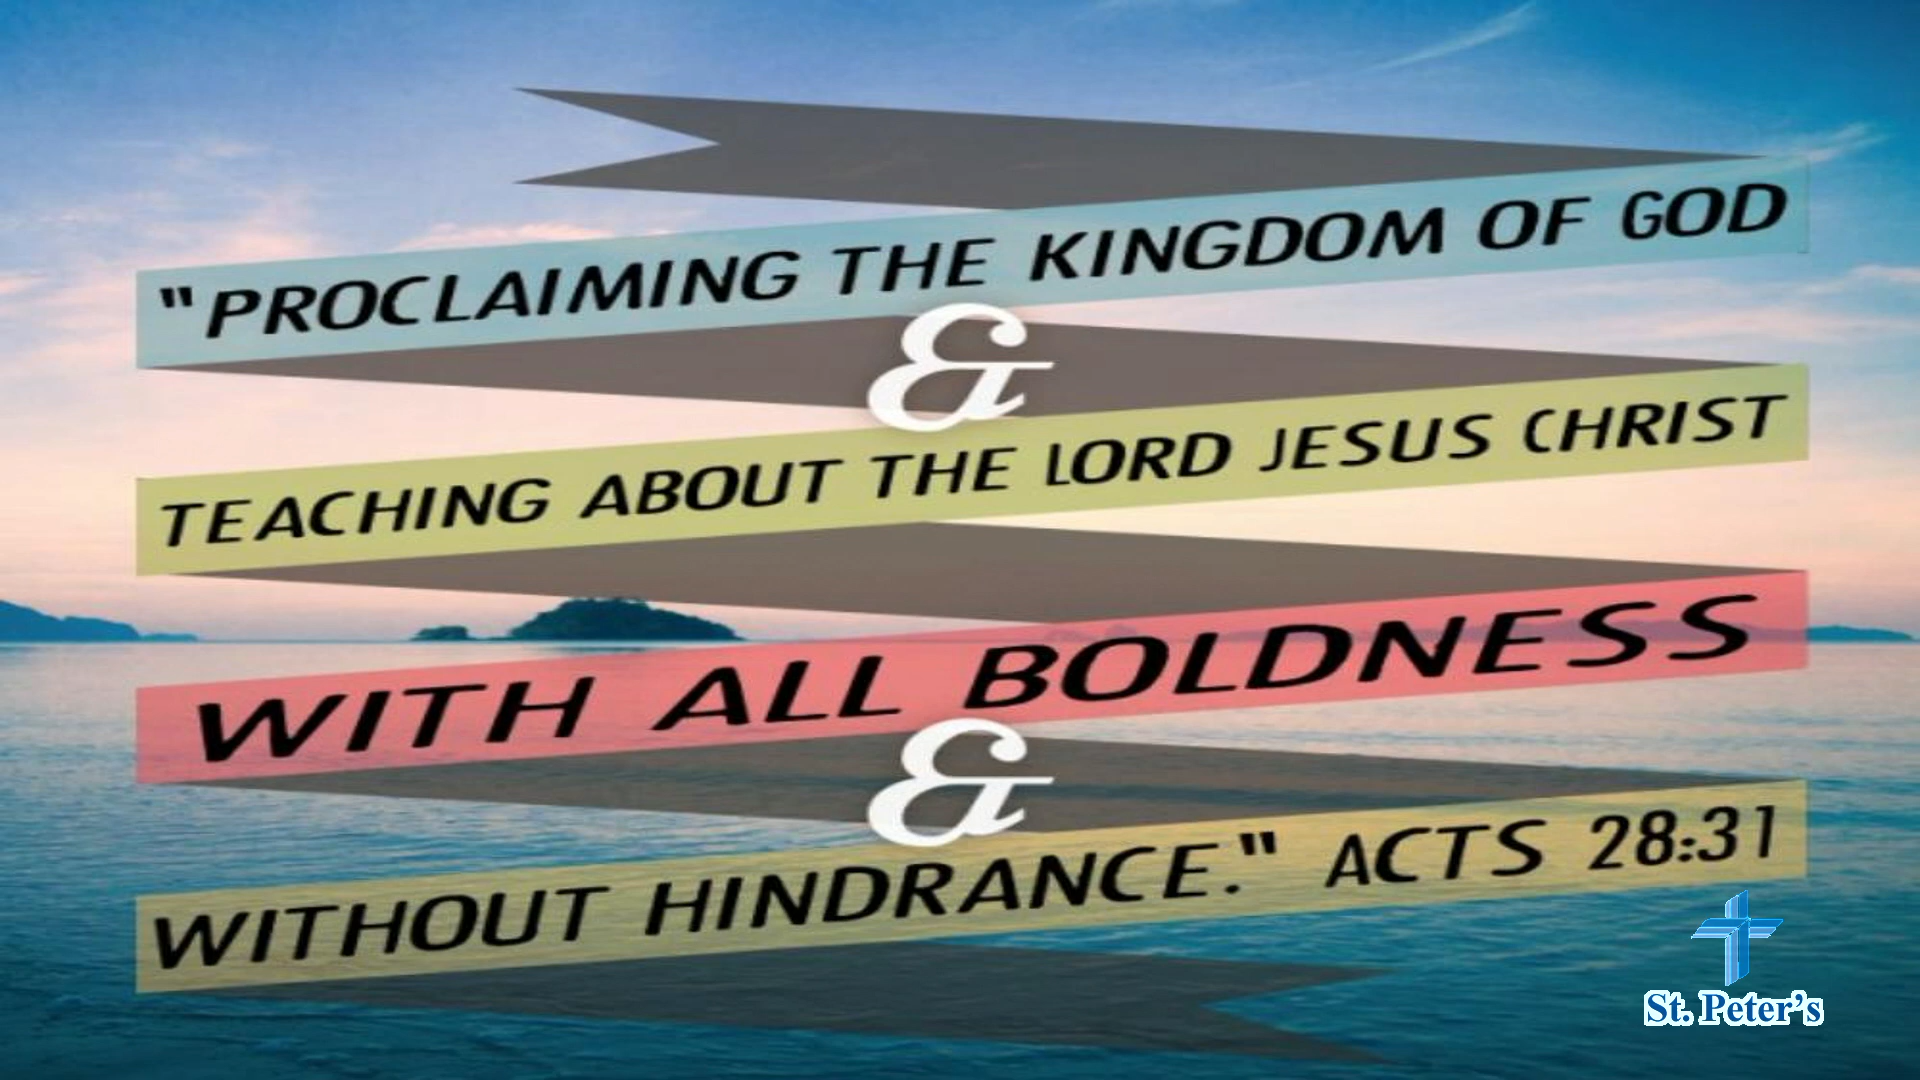 "PROCLAIMING THE KINGDOM OF GOD
&
TEACHING ABOUT THE LORD JESUS CHRIST
WITH ALL BOLDNESS
&
WITHOUT HINDRANCE." ACTS 28:31
St. Peter's